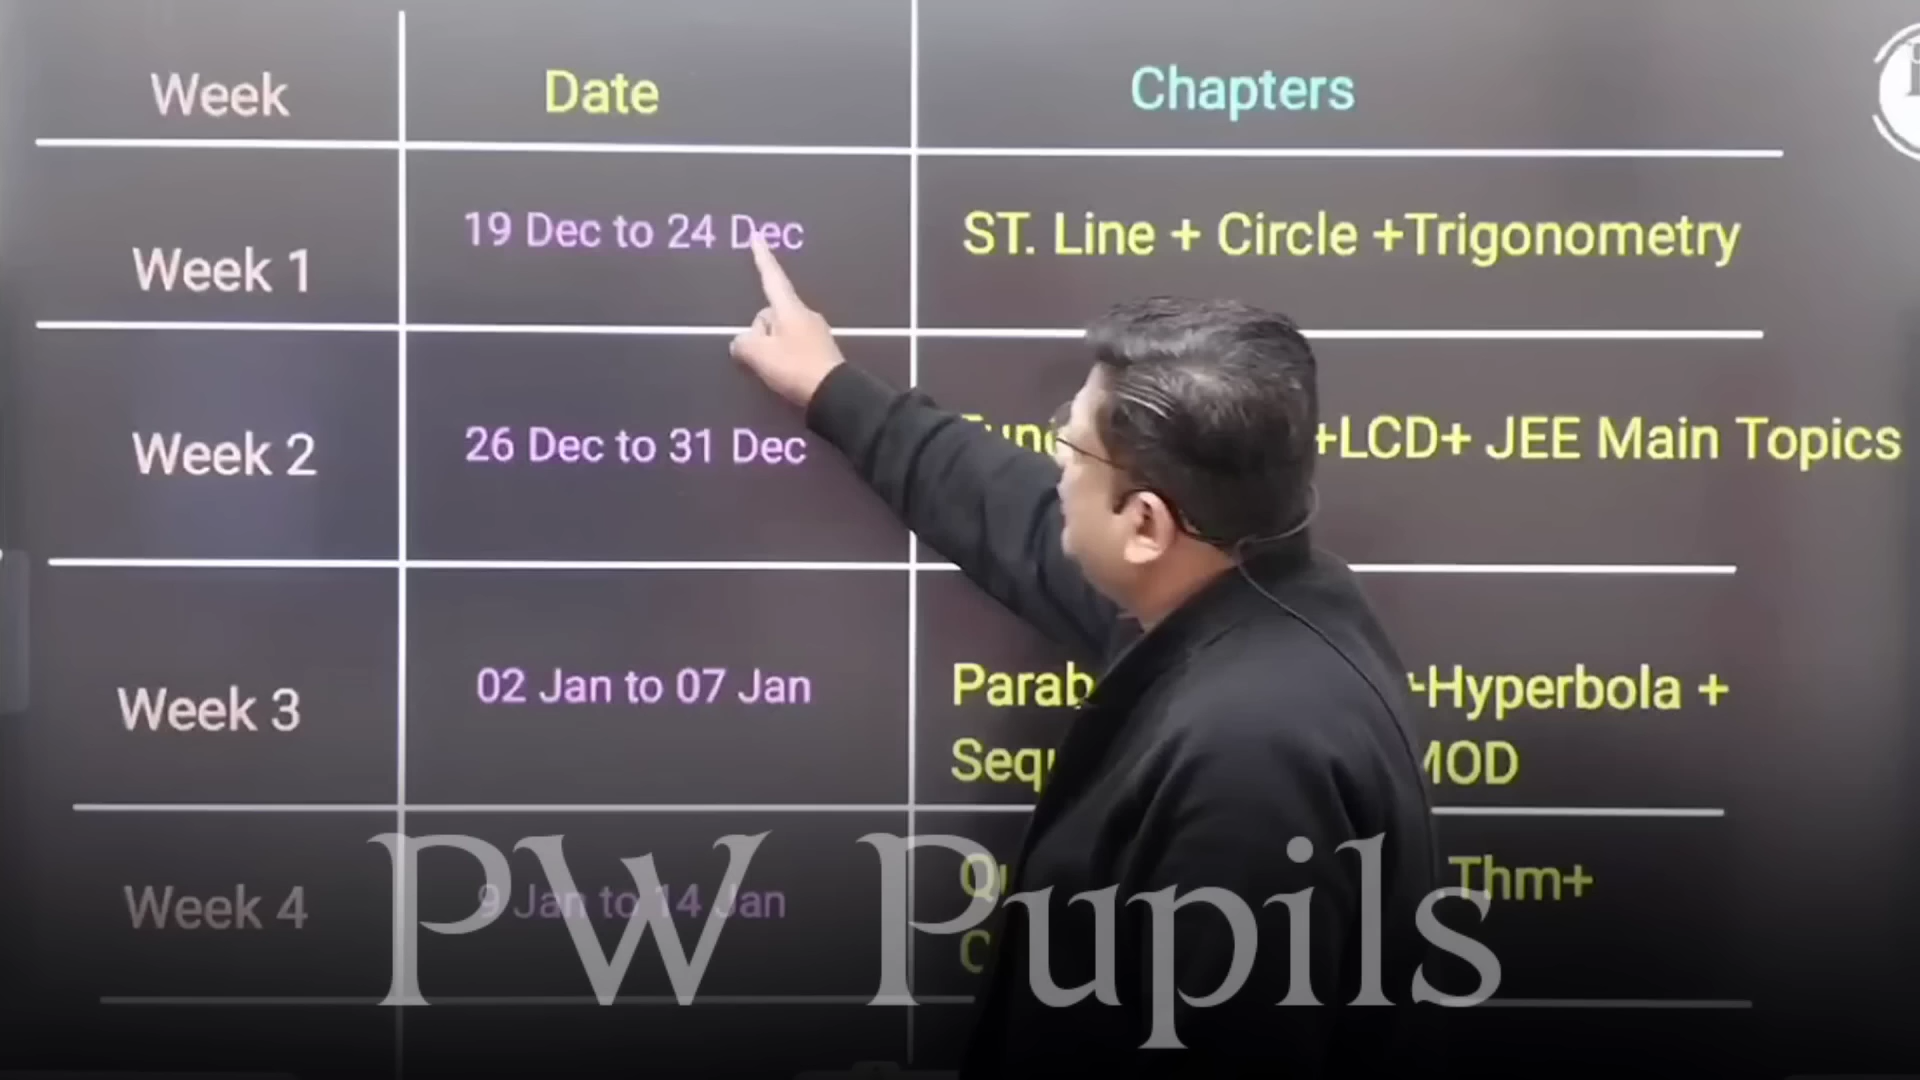 Week Date Chapters
Week 1 19 Dec to 24 Dec ST. Line + Circle +Trigonometry
Week 2 26 Dec to 31 Dec +LCD+ JEE Main Topics
Week 3 02 Jan to 07 Jan +Hyperbola +
MOD
Week 4 9 Jan to 14 Jan Thm+
PW Pupils